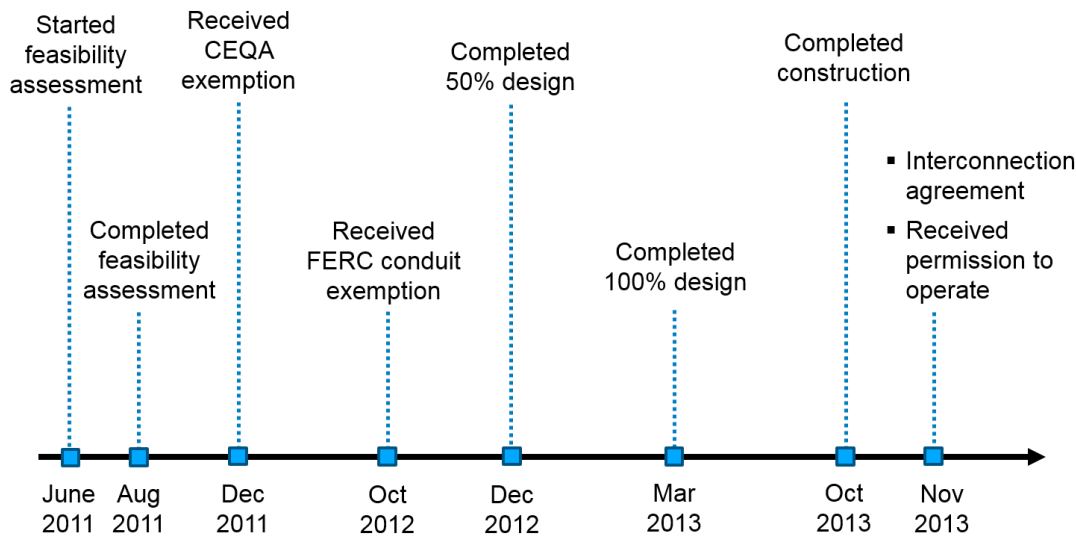 Started
feasibility
assessment
Received
CEQA
exemption
Completed
50% design
Completed
construction
▪ Interconnection
agreement
▪ Received
permission to
operate
Completed
feasibility
assessment
Received
FERC conduit
exemption
Completed
100% design
June
2011
Aug
2011
Dec
2011
Oct
2012
Dec
2012
Mar
2013
Oct
2013
Nov
2013